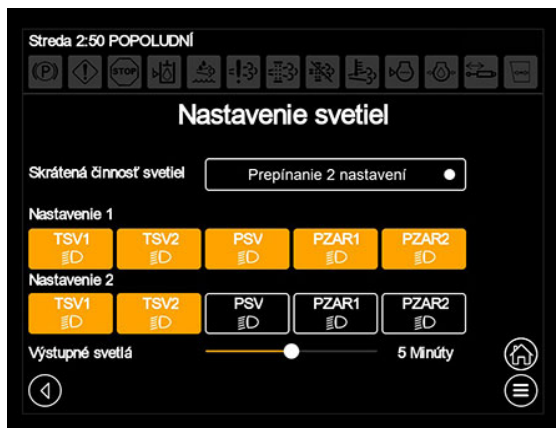 Streda 2:50 POPOLUDNÍ
(P) STOP
Nastavenie svetiel
Skrátená činnosť svetiel Prepínanie 2 nastavení
Nastavenie 1
TSV1 TSV2 PSV PZAR1 PZAR2
Nastavenie 2
TSV1 TSV2 PSV PZAR1 PZAR2
Výstupné svetlá 5 Minúty